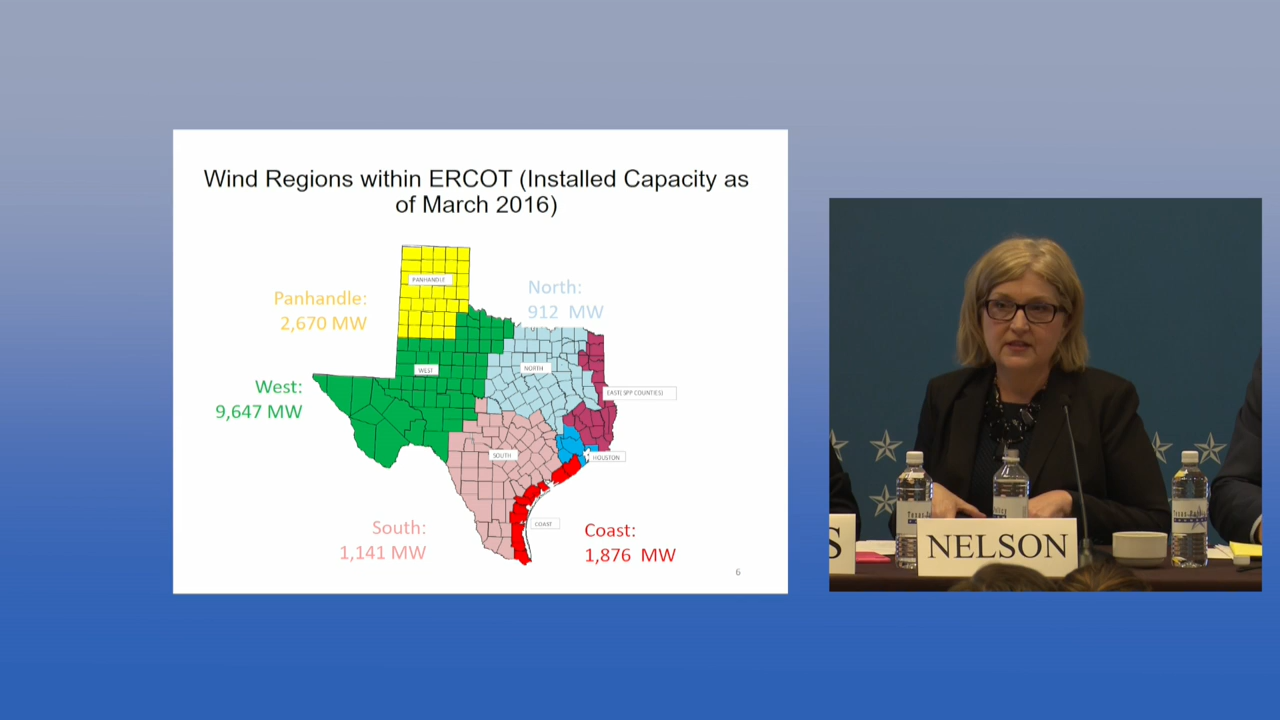 Wind Regions within ERCOT (Installed Capacity as
of March 2016)
PANHANDLE
Panhandle:
2,670 MW
North:
912 MW
WEST
NORTH
West:
9,647 MW
EAST( SPP COUNTIES)
SOUTH
HOUSTON
South:
1,141 MW
COAST
Coast:
1,876 MW
6
S
NELSON